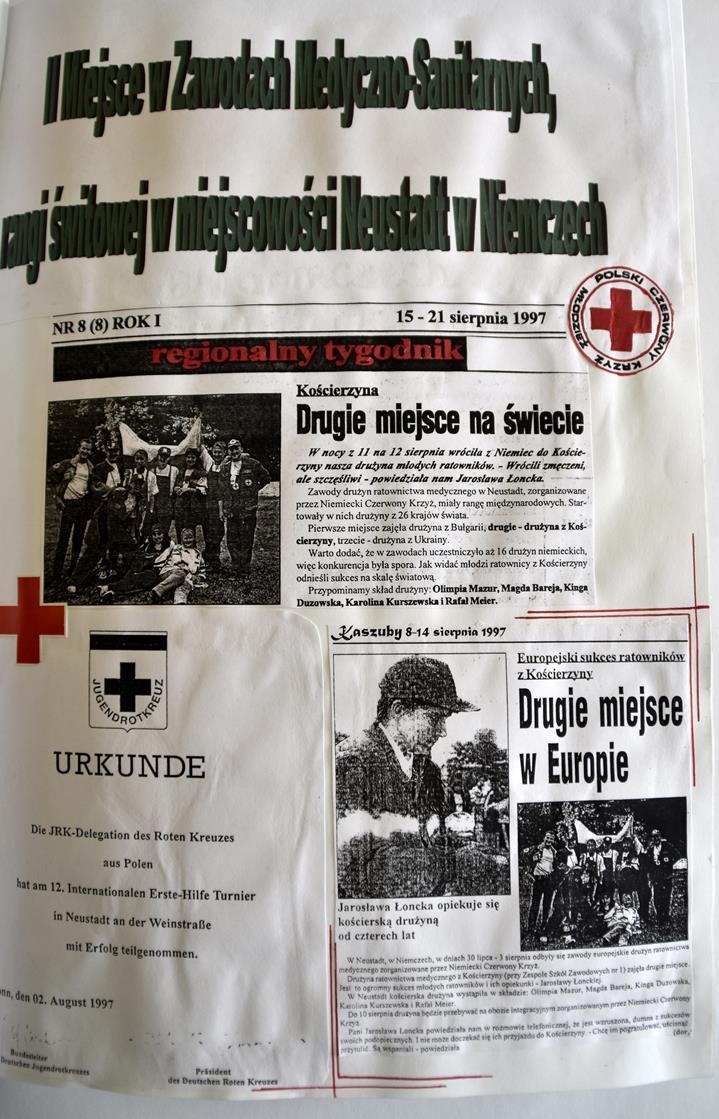 II Miejsce w Zawodach Medyczno-Sanitarnych,
rangi świtowej w miejscowości Neustadt w Niemczech
POLSKI CZERWONY KRZYŻ MŁODZIEŻ
NR 8 (8) ROK I
15 - 21 sierpnia 1997
regionalny tygodnik
Kościerzyna
Drugie miejsce na świecie
W nocy z 11 na 12 sierpnia wróciła z Niemiec do Koście-
rzyny nasza drużyna młodych ratowników. - Wrócili zmęczeni,
ale szczęśliwi - powiedziała nam Jarosława Łoncka.
Zawody drużyn ratownictwa medycznego w Neustadt, zorganizowane
przez Niemiecki Czerwony Krzyż, miały rangę międzynarodowych. Star-
towały w nich drużyny z 26 krajów świata.
Pierwsze miejsce zajęła drużyna z Bułgarii, drugie - drużyna z Koś-
cierzyny, trzecie - drużyna z Ukrainy.
Warto dodać, że w zawodach uczestniczyło aż 16 drużyn niemieckich,
więc konkurencja była spora. Jak widać młodzi ratownicy z Kościerzyny
odnieśli sukces na skalę światową.
Przypominamy skład drużyny: Olimpia Mazur, Magda Bareja, Kinga
Duzowska, Karolina Kurszewska i Rafał Meier.
JUGENDROTKREUZ
URKUNDE
Die JRK-Delegation des Roten Kreuzes
aus Polen
hat am 12. Internationalen Erste-Hilfe Turnier
in Neustadt an der Weinstraße
mit Erfolg teilgenommen.
den 02. August 1997
Bundesleiter
Deutschen Jugendrotkreuzes
Präsident
des Deutschen Roten Kreuzes
Kaszuby 8-14 sierpnia 1997
Europejski sukces ratowników
z Kościerzyny
Drugie miejsce
w Europie
Jarosława Łoncka opiekuje się
kościerską drużyną
od czterech lat
W Neustadt, w Niemczech, w dniach 30 lipca - 3 sierpnia odbyły się zawody europejskie drużyn ratownictwa
medycznego zorganizowane przez Niemiecki Czerwony Krzyż.
Drużyna ratownictwa medycznego z Kościerzyny (przy Zespole Szkół Zawodowych nr 1) zajęła drugie miejsce.
Jest to ogromny sukces młodych ratowników i ich opiekunki - Jarosławy Łonckiej.
W Neustadt kościerska drużyna wystąpiła w składzie: Olimpia Mazur, Magda Bareja, Kinga Duzowska,
Karolina Kurszewska i Rafał Meier.
Do 10 sierpnia drużyna będzie przebywać na obozie integracyjnym zorganizowanym przez Niemiecki Czerwony
Krzyż.
Pani Jarosława Łoncka powiedziała nam w rozmowie telefonicznej, że jest wzruszona, dumna z sukcesów
swoich podopiecznych. I nie może doczekać się ich przyjazdu do Kościerzyny. - Chcę im pogratulować, uścisnąć
przytulić. Są wspaniali - powiedziała. (dor.)